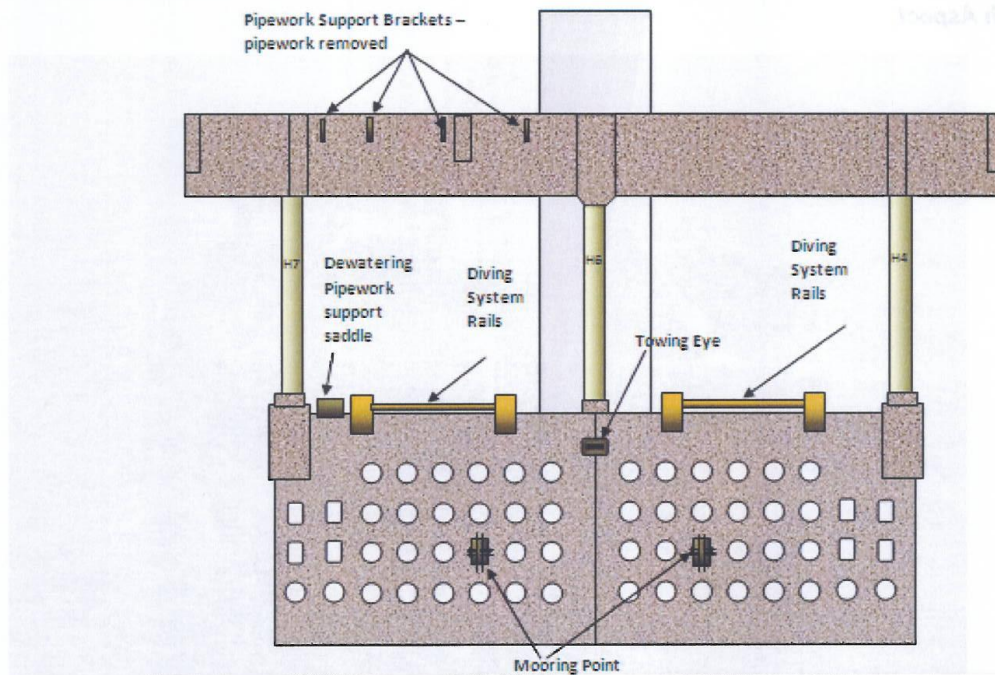 Pipework Support Brackets –
pipework removed
H7
Dewatering
Pipework
support
saddle
Diving
System
Rails
H6
Towing Eye
Diving
System
Rails
H4
Mooring Point